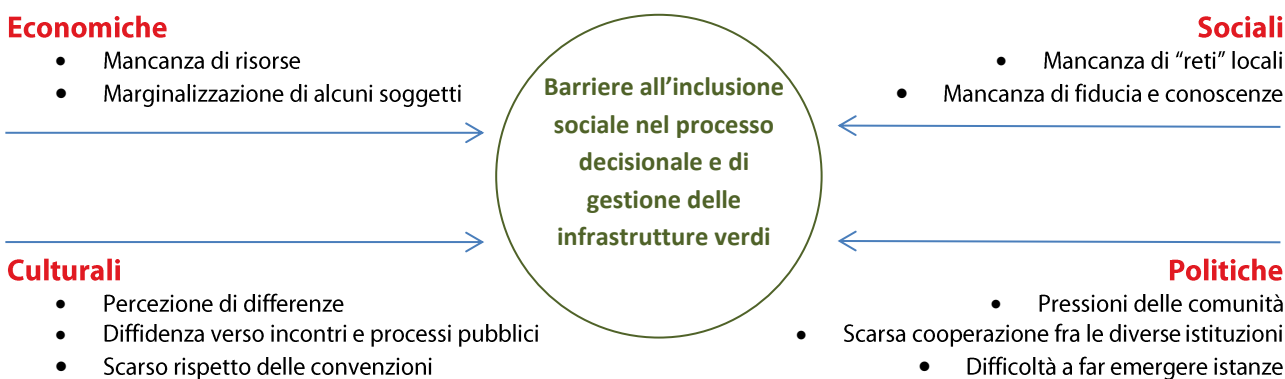 Economiche
• Mancanza di risorse
• Marginalizzazione di alcuni soggetti
Barriere all’inclusione
sociale nel processo
decisionale e di
gestione delle
infrastrutture verdi
Sociali
• Mancanza di “reti” locali
• Mancanza di fiducia e conoscenze
Culturali
• Percezione di differenze
• Diffidenza verso incontri e processi pubblici
• Scarso rispetto delle convenzioni
Politiche
• Pressioni delle comunità
• Scarsa cooperazione fra le diverse istituzioni
• Difficoltà a far emergere istanze